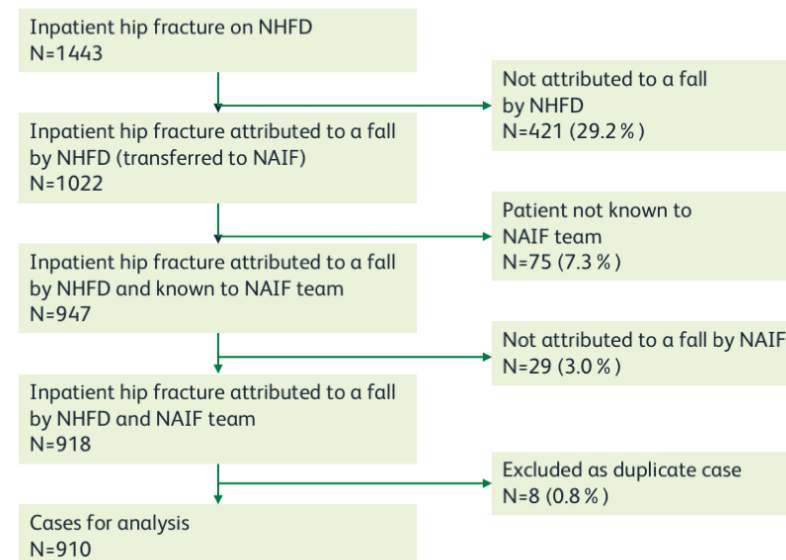 Inpatient hip fracture on NHFD
N=1443
Not attributed to a fall
by NHFD
N=421 (29.2%)
Inpatient hip fracture attributed to a fall
by NHFD (transferred to NAIF)
N=1022
Patient not known to
NAIF team
N=75 (7.3%)
Inpatient hip fracture attributed to a fall
by NHFD and known to NAIF team
N=947
Not attributed to a fall by NAIF
N=29 (3.0%)
Inpatient hip fracture attributed to a fall
by NHFD and NAIF team
N=918
Excluded as duplicate case
N=8 (0.8%)
Cases for analysis
N=910